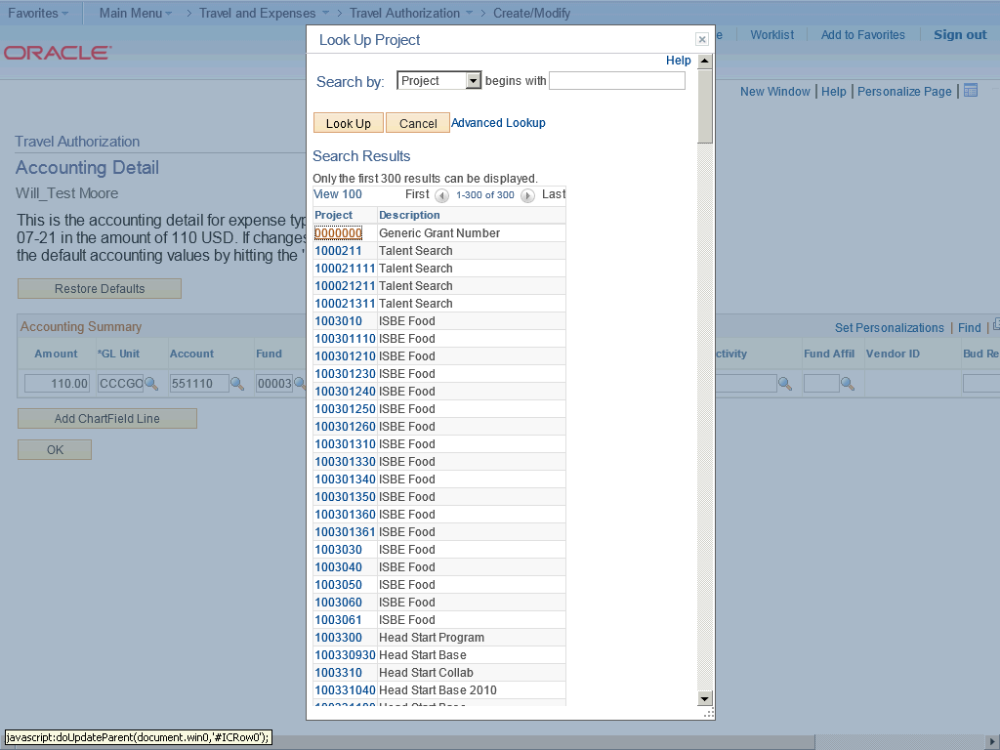 Favorites Main Menu > Travel and Expenses > Travel Authorization > Create/Modify
Worklist Add to Favorites Sign out
ORACLE
New Window | Help | Personalize Page |
Travel Authorization
Accounting Detail
Will_Test Moore
This is the accounting detail for expense
07-21 in the amount of 110 USD. If changes
the default accounting values by hitting the '
Restore Defaults
Accounting Summary
Set Personalizations | Find |
Amount *GL Unit Account Fund Fund Affil Vendor ID
110.00 CCCGO 551110 00003
Add ChartField Line
OK
Look Up Project
Help
Search by: Project begins with
Look Up Cancel Advanced Lookup
Search Results
Only the first 300 results can be displayed.
View 100 First 1-300 of 300 Last
Project Description
0000000 Generic Grant Number
1000211 Talent Search
100021111 Talent Search
100021211 Talent Search
100021311 Talent Search
1003010 ISBE Food
100301110 ISBE Food
100301210 ISBE Food
100301230 ISBE Food
100301240 ISBE Food
100301250 ISBE Food
100301260 ISBE Food
100301310 ISBE Food
100301330 ISBE Food
100301340 ISBE Food
100301350 ISBE Food
100301360 ISBE Food
100301361 ISBE Food
1003030 ISBE Food
1003040 ISBE Food
1003050 ISBE Food
1003060 ISBE Food
1003061 ISBE Food
1003300 Head Start Program
100330930 Head Start Base
1003310 Head Start Collab
100331040 Head Start Base 2010
javascript:doUpdateParent(document.win0,'#ICRow0');